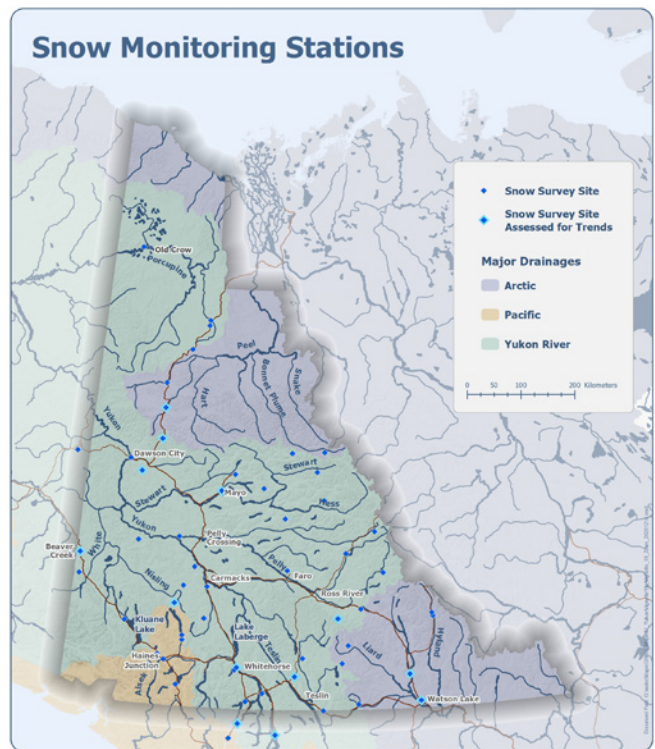 Snow Monitoring Stations
Snow Survey Site
Snow Survey Site
Assessed for Trends
Major Drainages
Arctic
Pacific
Yukon River
0 50 100 200 Kilometers
Old Crow
Porcupine
Peel
Hart
Bonnet Plume
Snake
Yukon
Dawson City
Stewart
Stewart
Mayo
Hess
Yukon
Pelly
Crossing
White
Beaver
Creek
Pelly
Faro
Nisling
Carmacks
Ross River
Kluane
Lake
Lake
Laberge
Teslin
Liard
Hyland
Haines
Junction
Alsek
Whitehorse
Teslin
Watson Lake